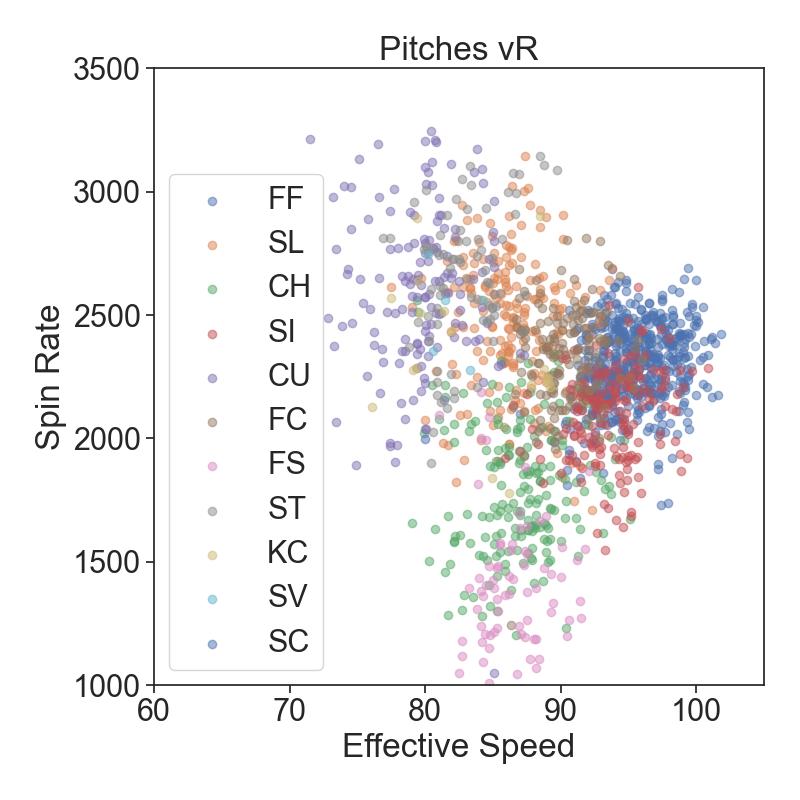 Pitches vR
3500
3000
2500
2000
1500
1000
Spin Rate
FF
SL
CH
SI
CU
FC
FS
ST
KC
SV
SC
60 70 80 90 100
Effective Speed